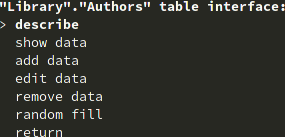 "Library"."Authors" table interface:
> describe
show data
add data
edit data
remove data
random fill
return